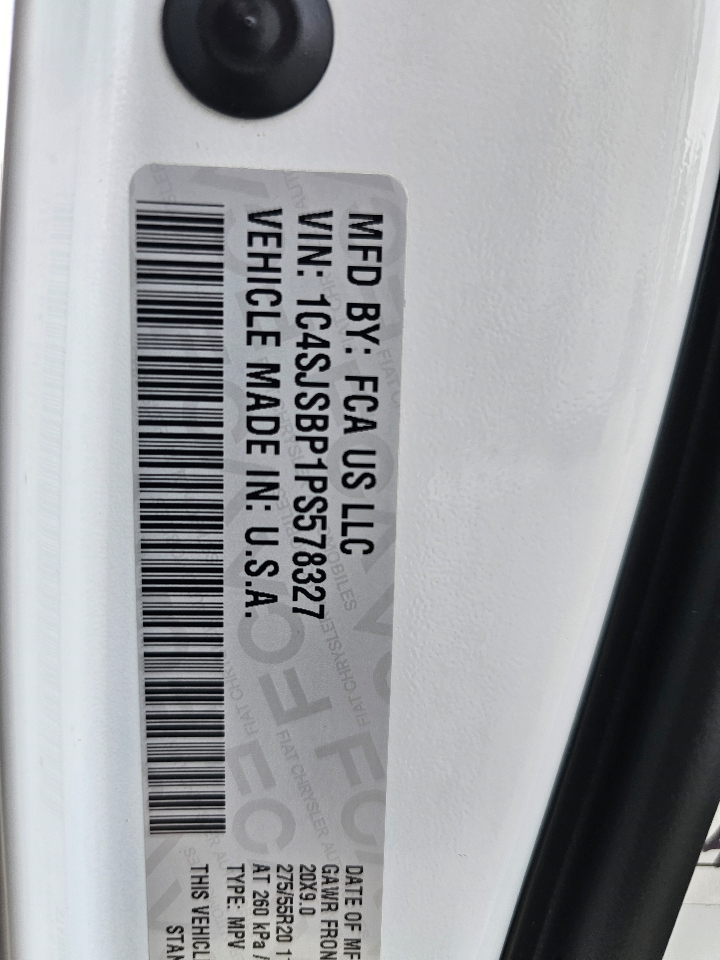 MFD BY: FCA US LLC
VIN: 1C4SJSBP1PS578327
VEHICLE MADE IN: U.S.A.
DATE OF MF
GAWR FRON
20X9.0
275/55R20 1
AT 260 kPa /
TYPE: MPV
THIS VEHICL
STAN